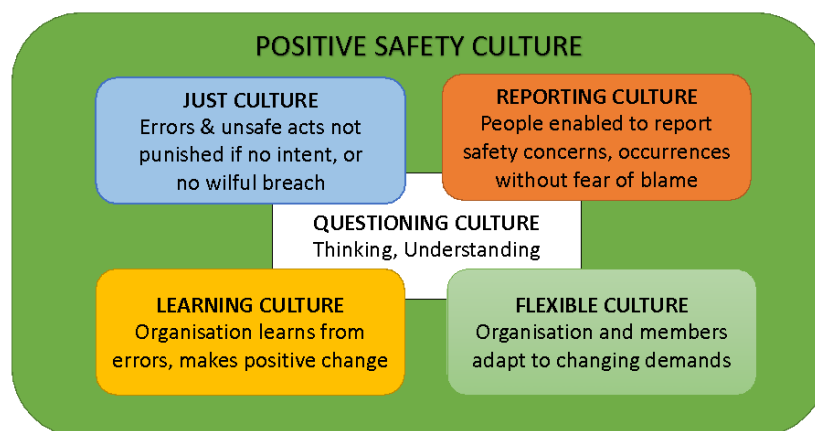 POSITIVE SAFETY CULTURE
JUST CULTURE
Errors & unsafe acts not
punished if no intent, or
no wilful breach
REPORTING CULTURE
People enabled to report
safety concerns, occurrences
without fear of blame
QUESTIONING CULTURE
Thinking, Understanding
LEARNING CULTURE
Organisation learns from
errors, makes positive change
FLEXIBLE CULTURE
Organisation and members
adapt to changing demands